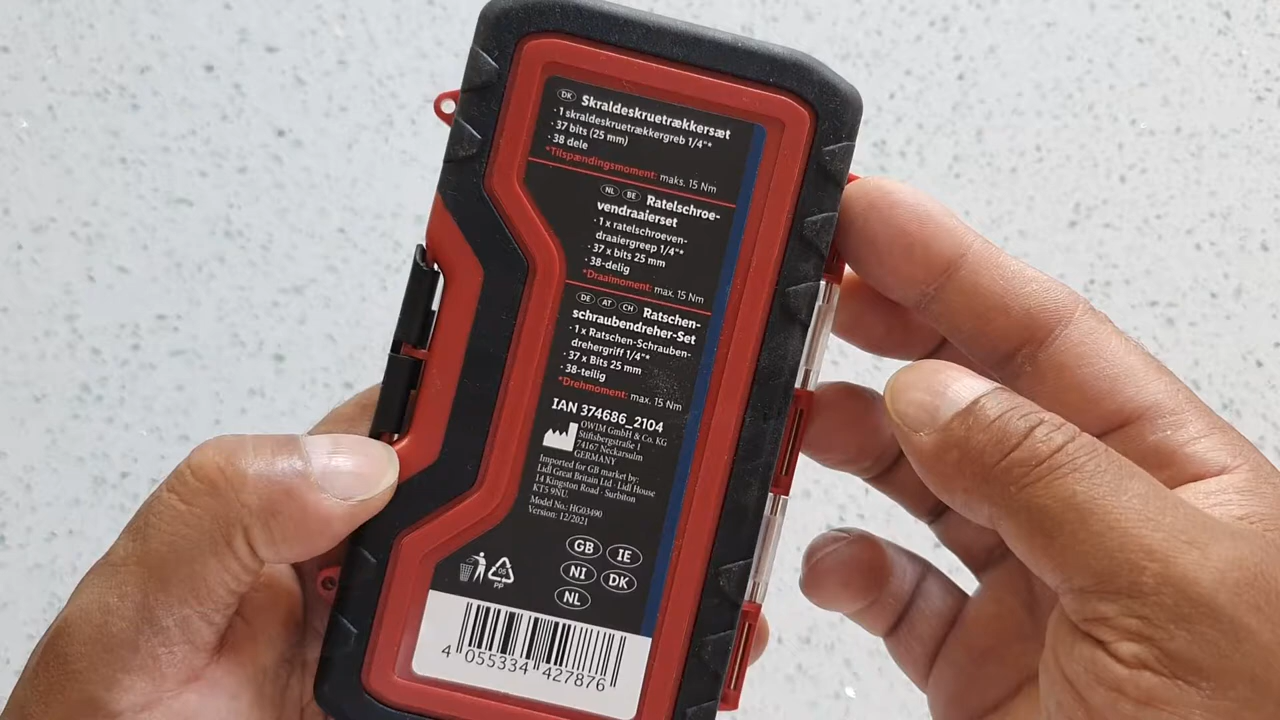 DK Skraldeskruetrækkersæt
· 1 skraldeskruetrækkergreb 1/4"*
· 37 bits (25 mm)
· 38 dele
*Tilspændingsmoment: maks. 15 Nm
NL BE Ratelschroe-
vendraaierset
· 1 x ratelschroeven-
draaiergreep 1/4"*
· 37 x bits 25 mm
· 38-delig
*Draaimoment: max. 15 Nm
DE AT CH Ratschen-
schraubendreher-Set
· 1 x Ratschen-Schrauben-
drehergriff 1/4"*
· 37 x Bits 25 mm
· 38-teilig
*Drehmoment: max. 15 Nm
IAN 374686_2104
OWIM GmbH & Co. KG
Stiftsbergstraße 1
74167 Neckarsulm
GERMANY
Imported for GB market by:
Lidl Great Britain Ltd · Lidl House
14 Kingston Road · Surbiton
KT5 9NU.
Model No.: HG03490
Version: 12/2021
GB IE
NI DK
NL
05
PP
4 055334 427876